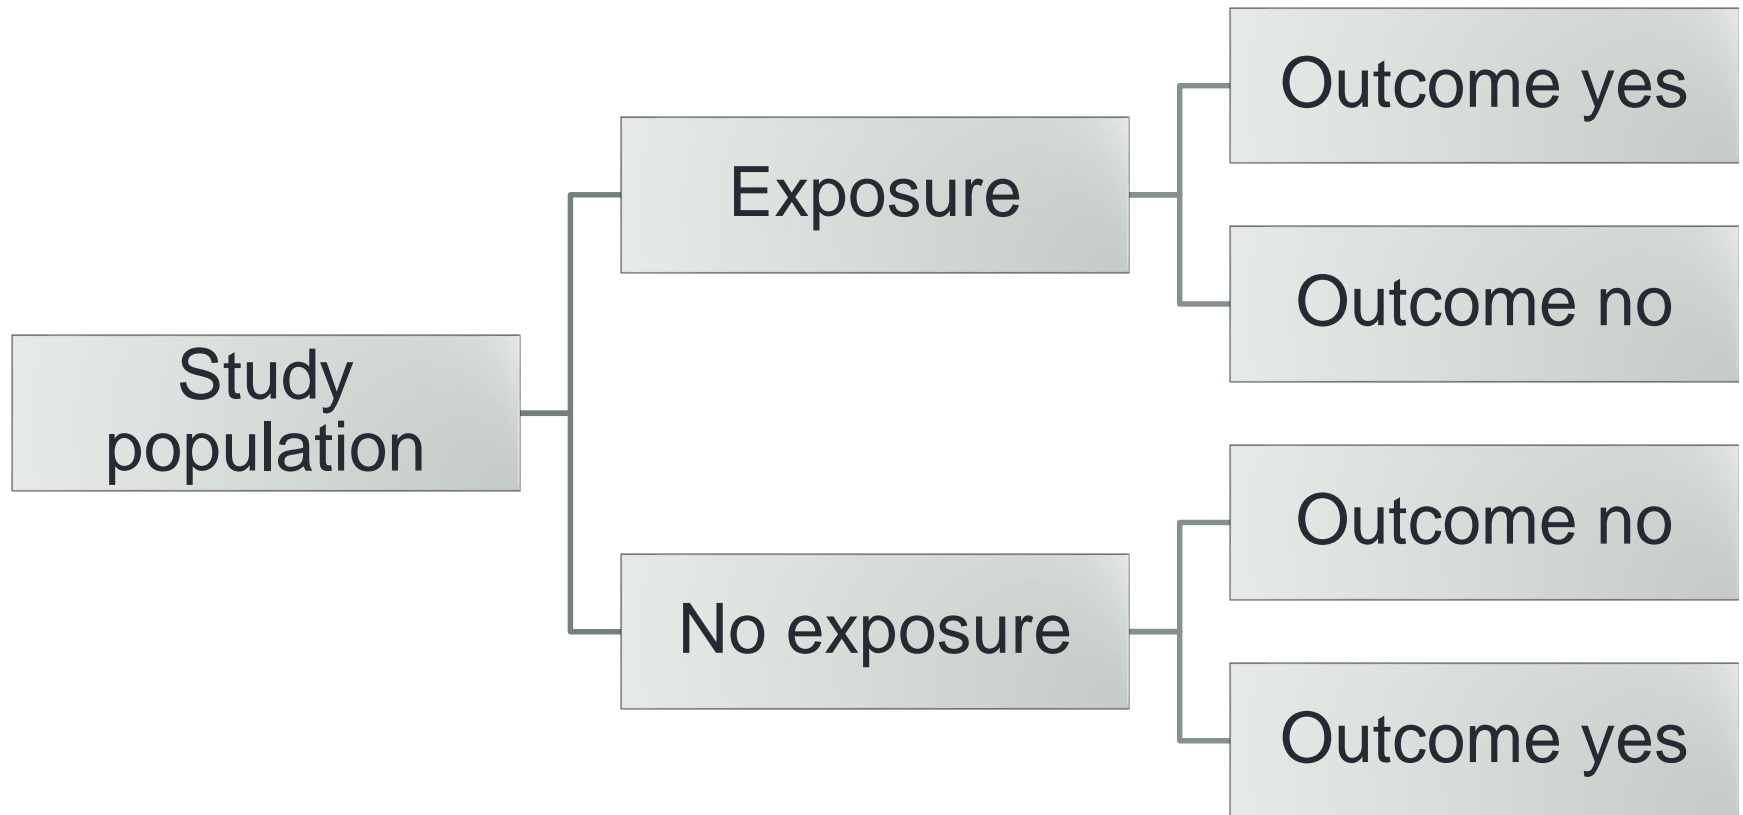 Outcome yes
Exposure
Outcome no
Study
population
Outcome no
No exposure
Outcome yes